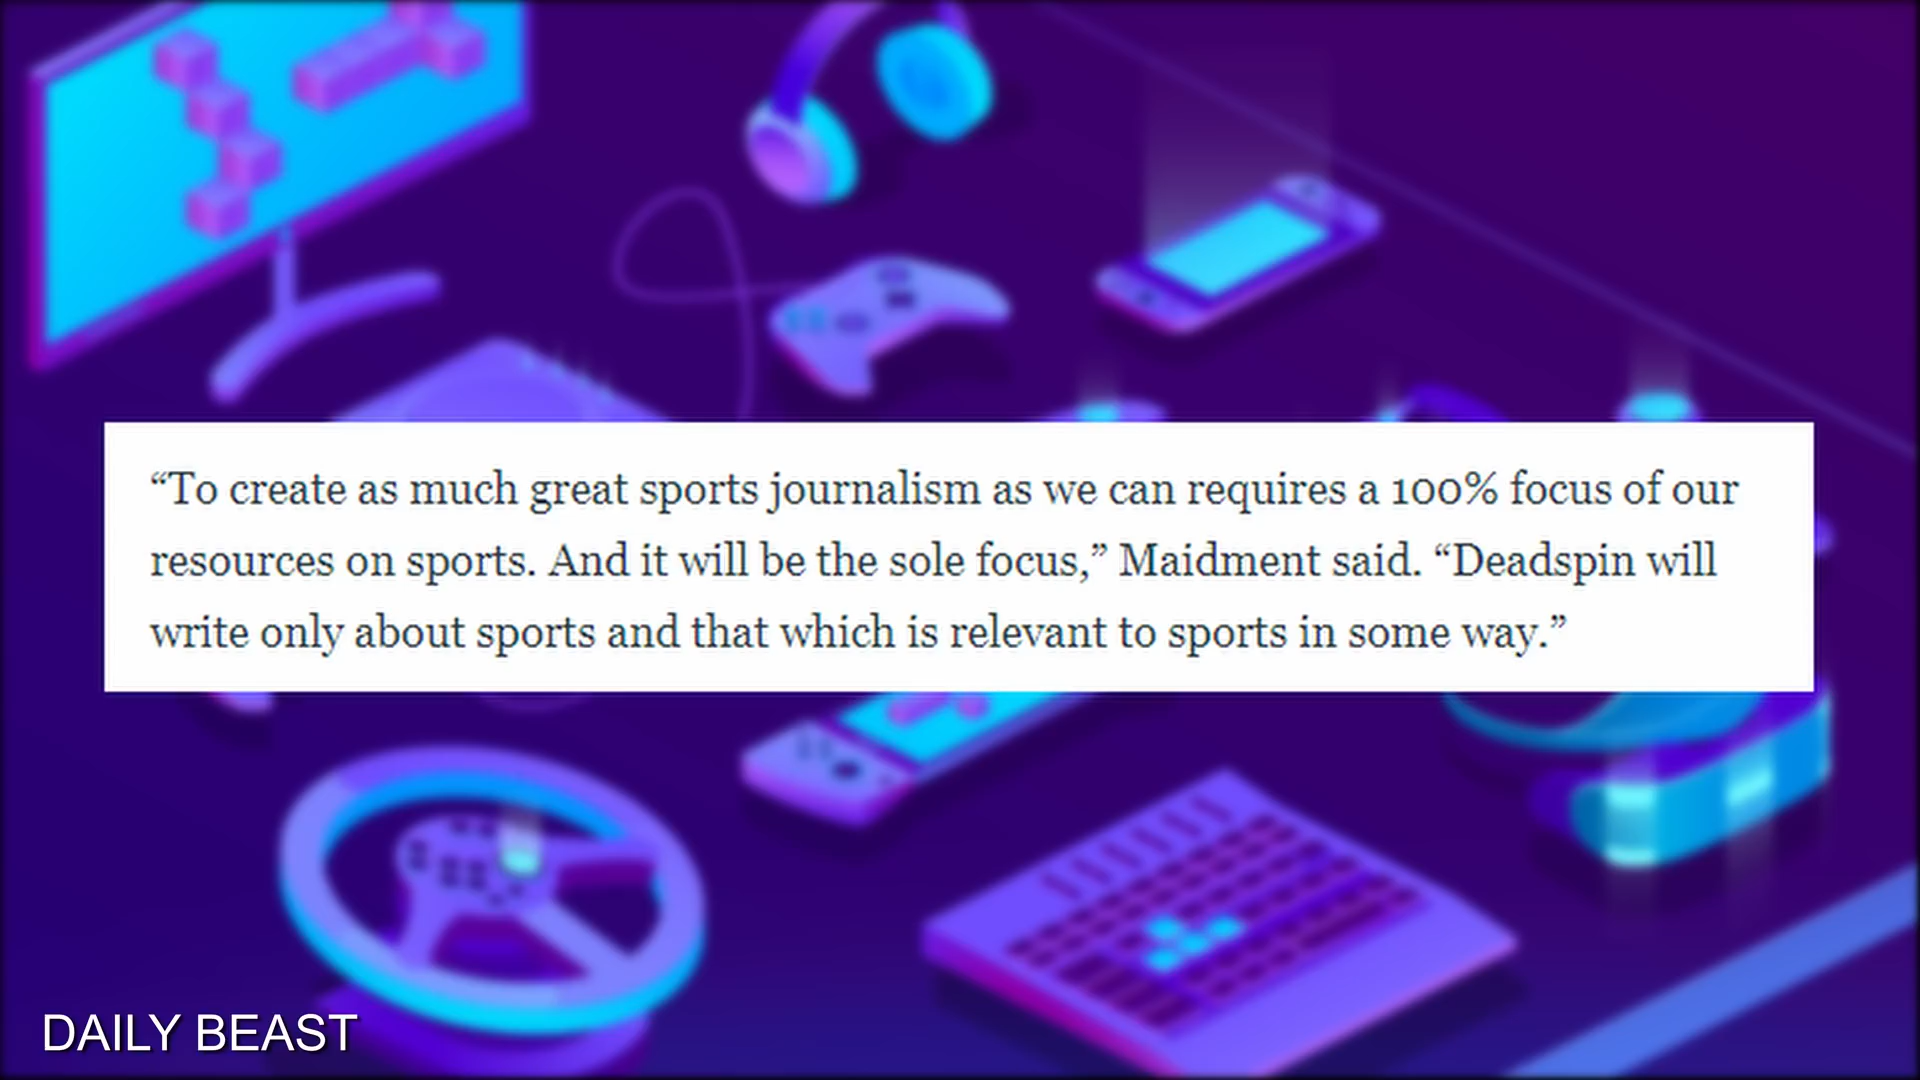 “To create as much great sports journalism as we can requires a 100% focus of our
resources on sports. And it will be the sole focus,” Maidment said. “Deadspin will
write only about sports and that which is relevant to sports in some way.”
DAILY BEAST